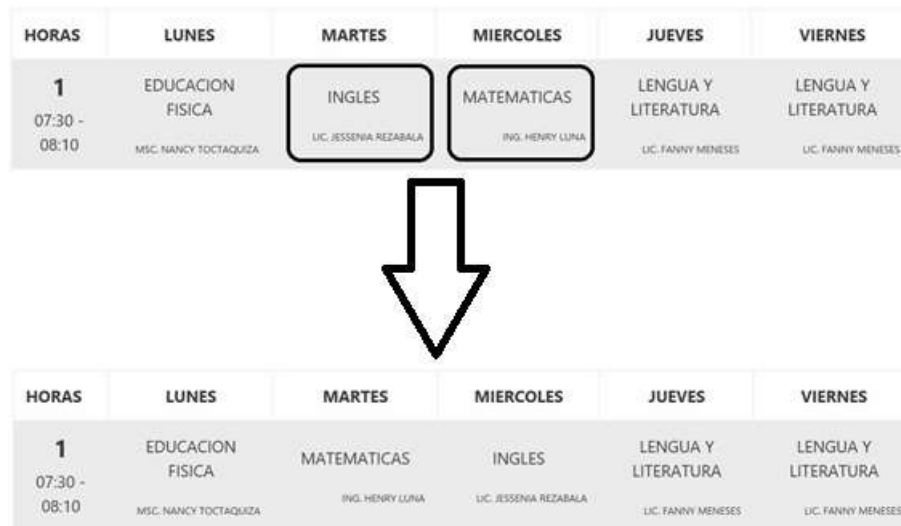 HORAS LUNES MARTES MIERCOLES JUEVES VIERNES
1
07:30 -
08:10
EDUCACION
FISICA
MSC. NANCY TOCTAQUIZA
INGLES
LIC. JESSENIA REZABALA
MATEMATICAS
ING. HENRY LUNA
LENGUA Y
LITERATURA
LIC. FANNY MENESES
LENGUA Y
LITERATURA
LIC. FANNY MENESES
HORAS LUNES MARTES MIERCOLES JUEVES VIERNES
1
07:30 -
08:10
EDUCACION
FISICA
MSC. NANCY TOCTAQUIZA
MATEMATICAS
ING. HENRY LUNA
INGLES
LIC. JESSENIA REZABALA
LENGUA Y
LITERATURA
LIC. FANNY MENESES
LENGUA Y
LITERATURA
LIC. FANNY MENESES